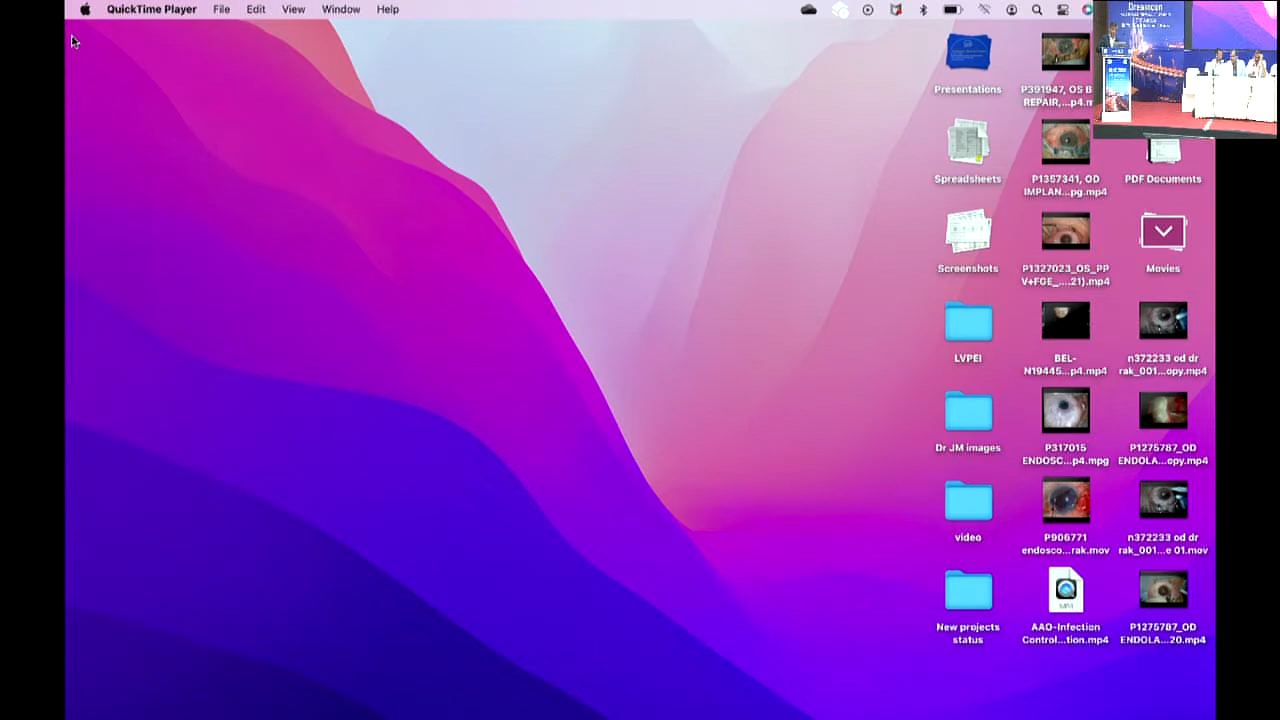 QuickTime Player File Edit View Window Help
Presentations
P391947, OS B
REPAIR,...p4.m
Spreadsheets
P1357341, OD
IMPLAN...pg.mp4
PDF Documents
Screenshots
P1327023_OS_PP
V+FGE_....21).mp4
Movies
LVPEI
BEL-
N19445...p4.mp4
n372233 od dr
rak_001...opy.mp4
Dr JM images
P317015
ENDOSC...p4.mpg
P1275787_OD
ENDOLA...opy.mp4
video
P906771
endosco...rak.mov
n372233 od dr
rak_001...e 01.mov
New projects
status
MP4
AAO-Infection
Control...tion.mp4
P1275787_OD
ENDOLA...20.mp4